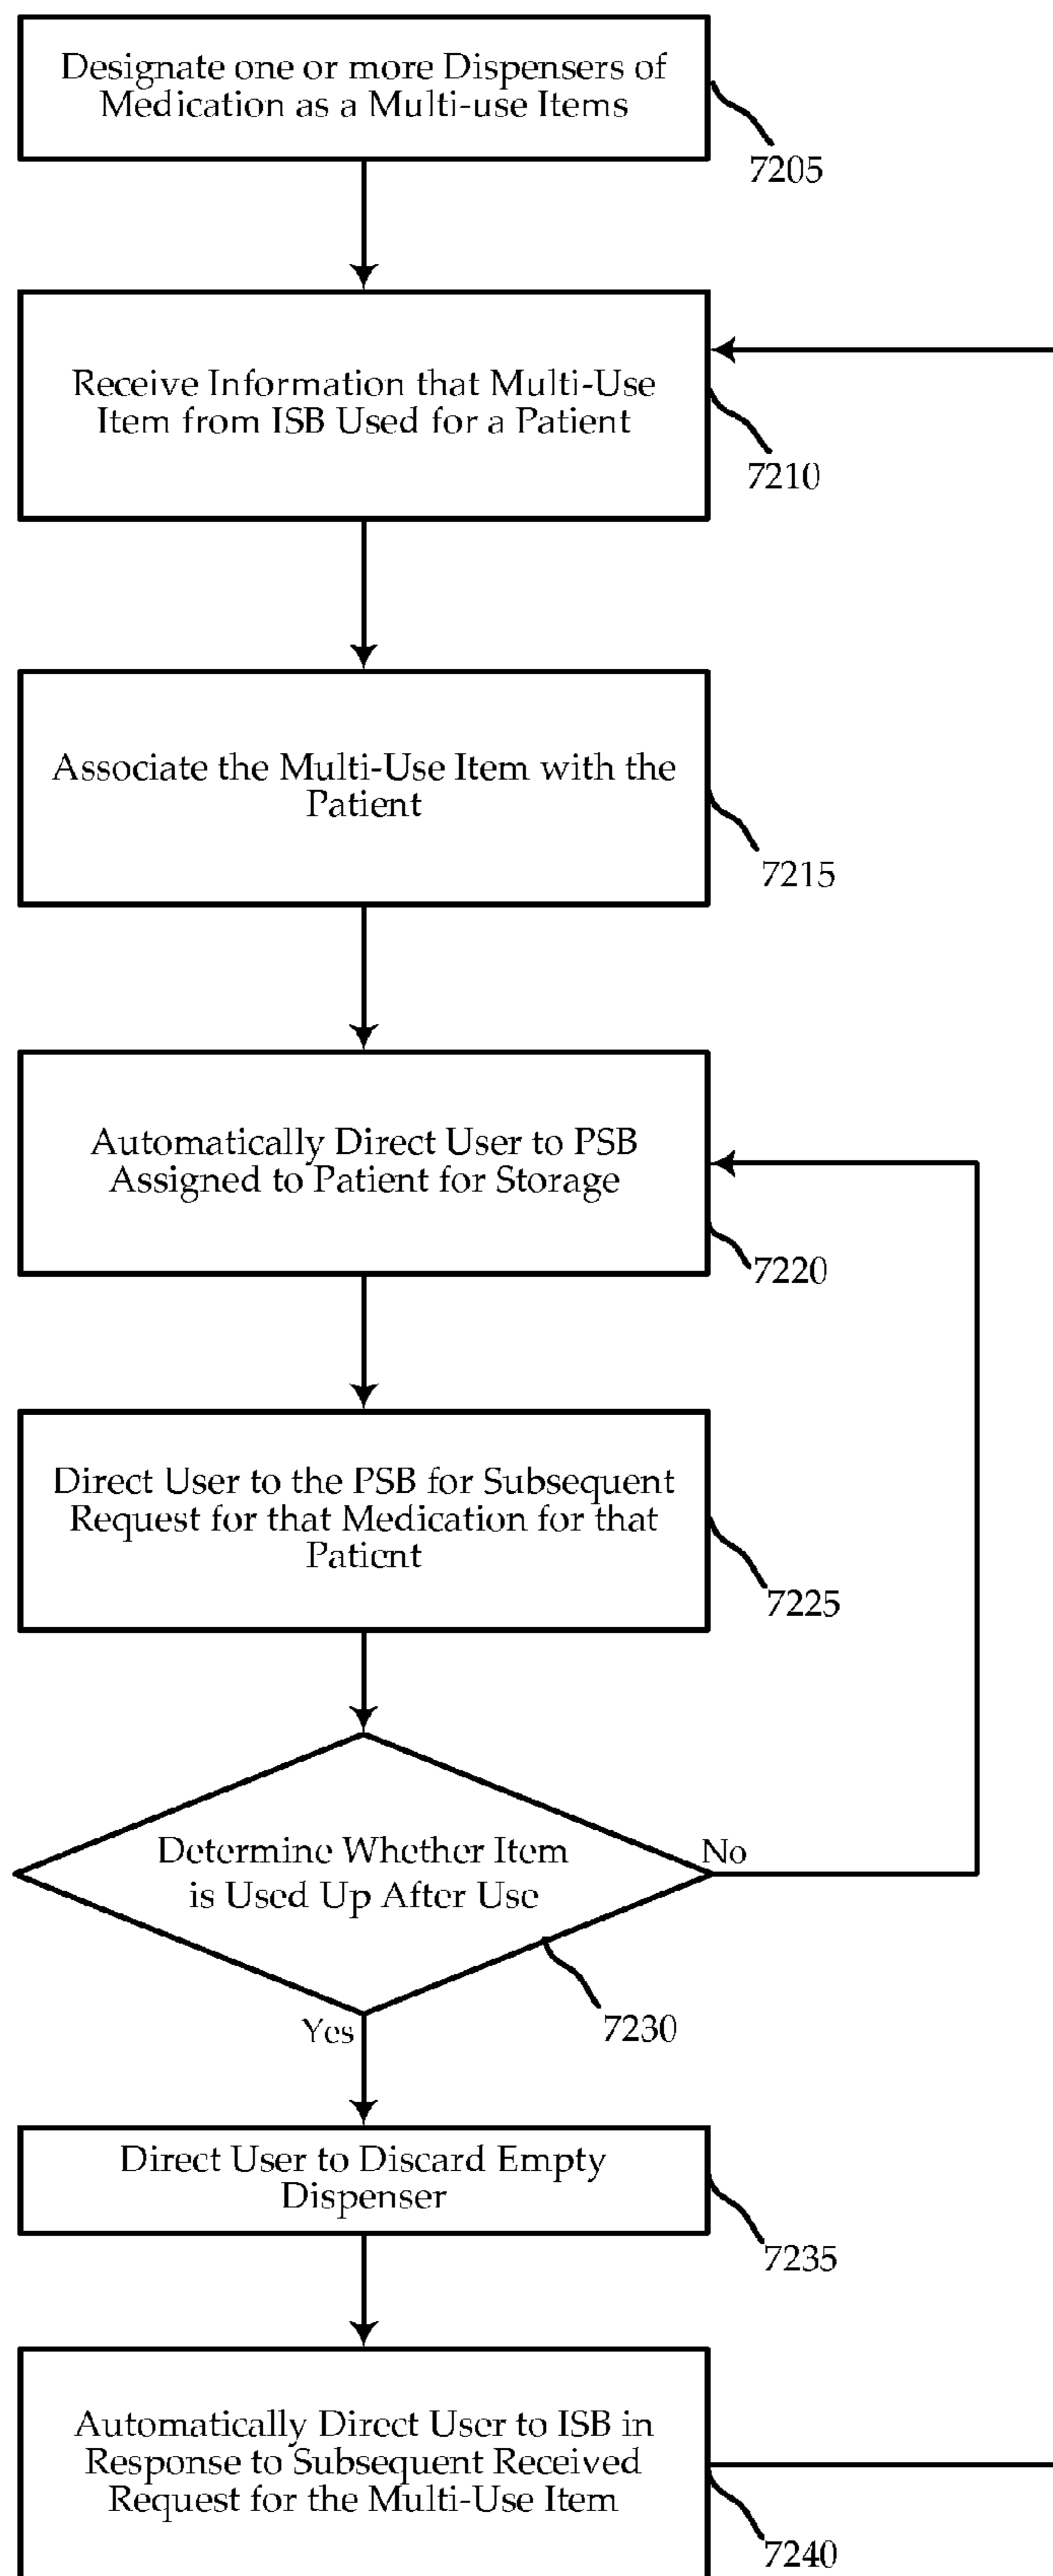 Designate one or more Dispensers of
Medication as a Multi-use Items
7205
Receive Information that Multi-Use
Item from ISB Used for a Patient
7210
Associate the Multi-Use Item with the
Patient
7215
Automatically Direct User to PSB
Assigned to Patient for Storage
7220
Direct User to the PSB for Subsequent
Request for that Medication for that
Patient
7225
Determine Whether Item
is Used Up After Use
No
7230
Yes
Direct User to Discard Empty
Dispenser
7235
Automatically Direct User to ISB in
Response to Subsequent Received
Request for the Multi-Use Item
7240